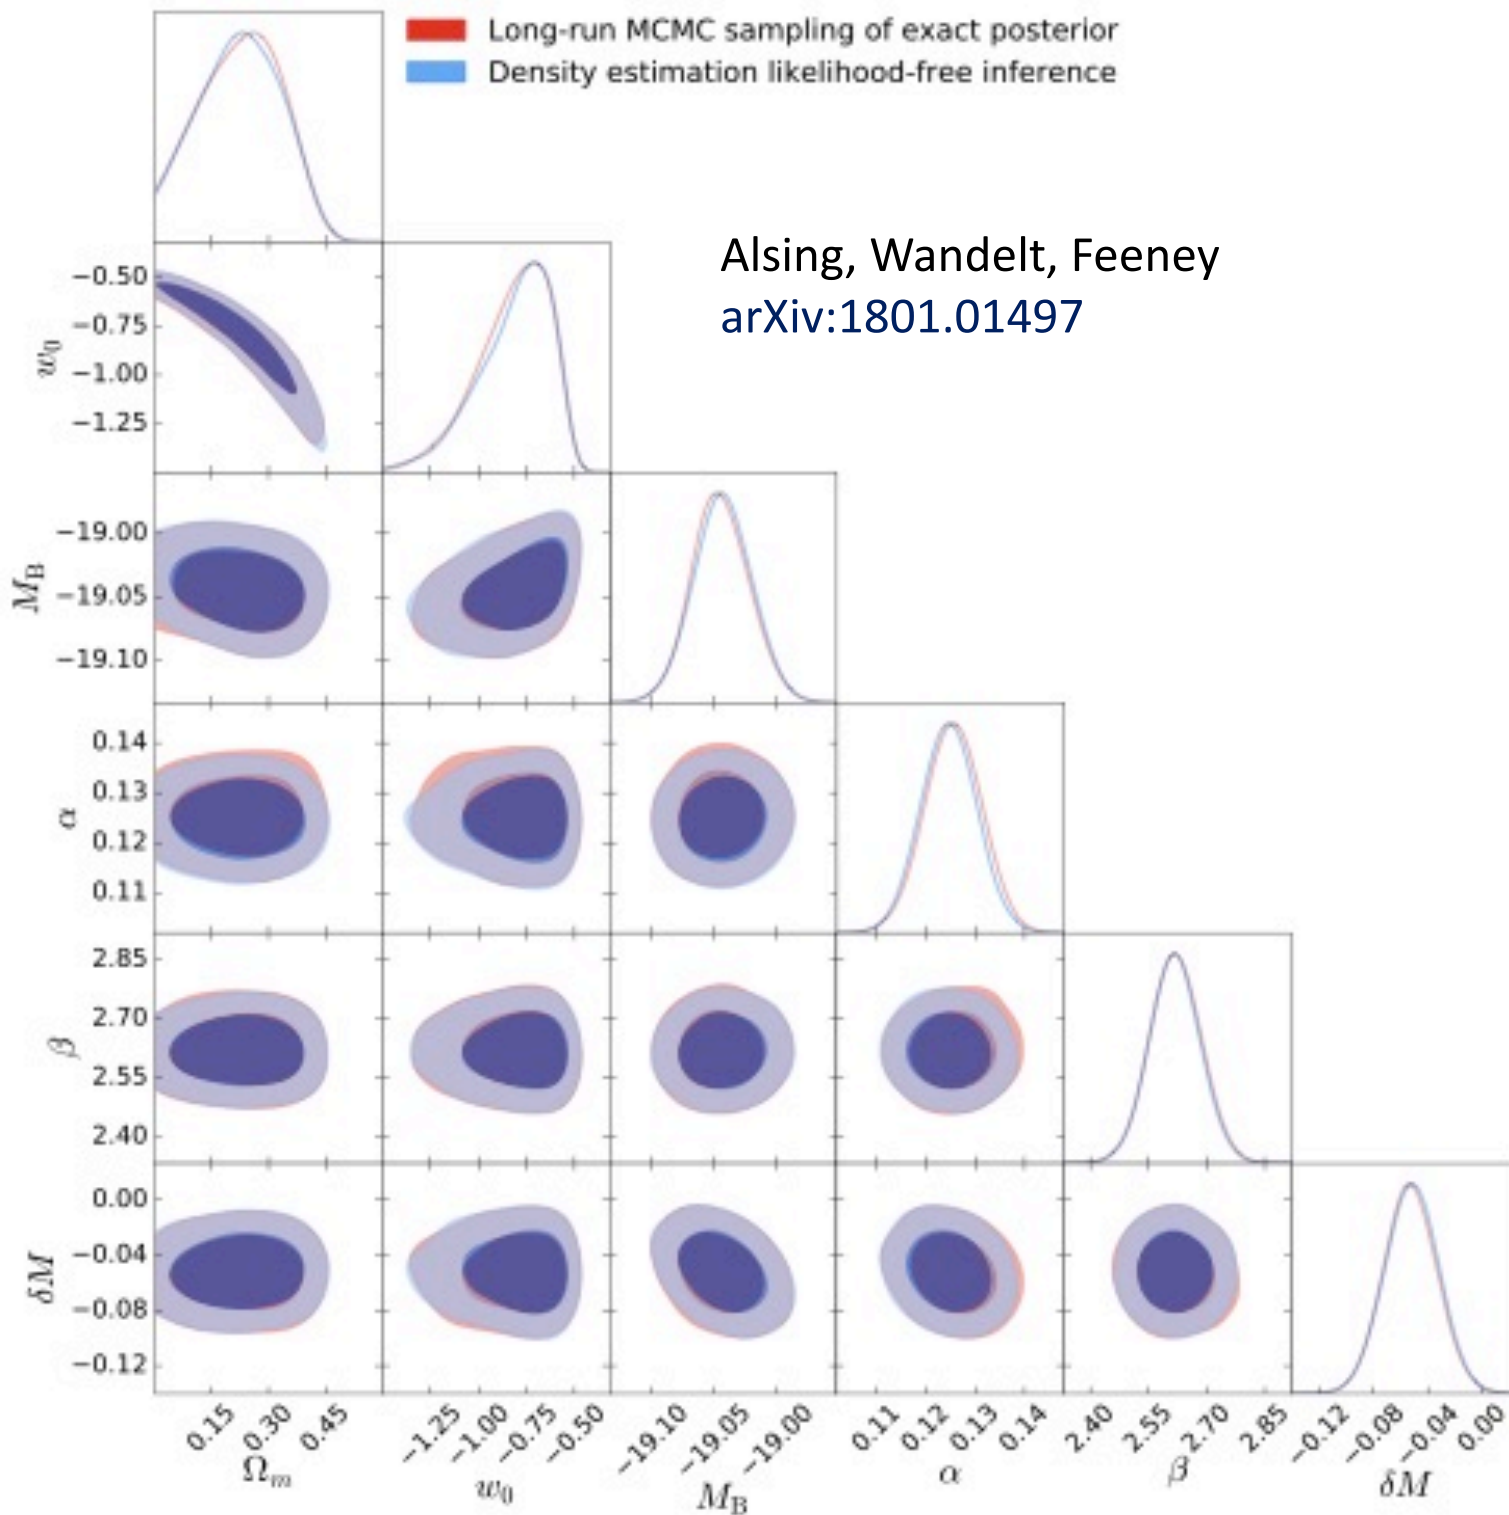 Long-run MCMC sampling of exact posterior
Density estimation likelihood-free inference
Alsing, Wandelt, Feeney
arXiv:1801.01497
−0.50
−0.75
−1.00
−1.25
w₀
−19.00
−19.05
−19.10
M_B
0.14
0.13
0.12
0.11
α
2.85
2.70
2.55
2.40
β
0.00
−0.04
−0.08
−0.12
δM
0.15 0.30 0.45
−1.25 −1.00 −0.75 −0.50
−19.10 −19.05 −19.00
0.11 0.12 0.13 0.14
2.40 2.55 2.70 2.85
−0.12 −0.08 −0.04 0.00
Ω_m w₀ M_B α β δM